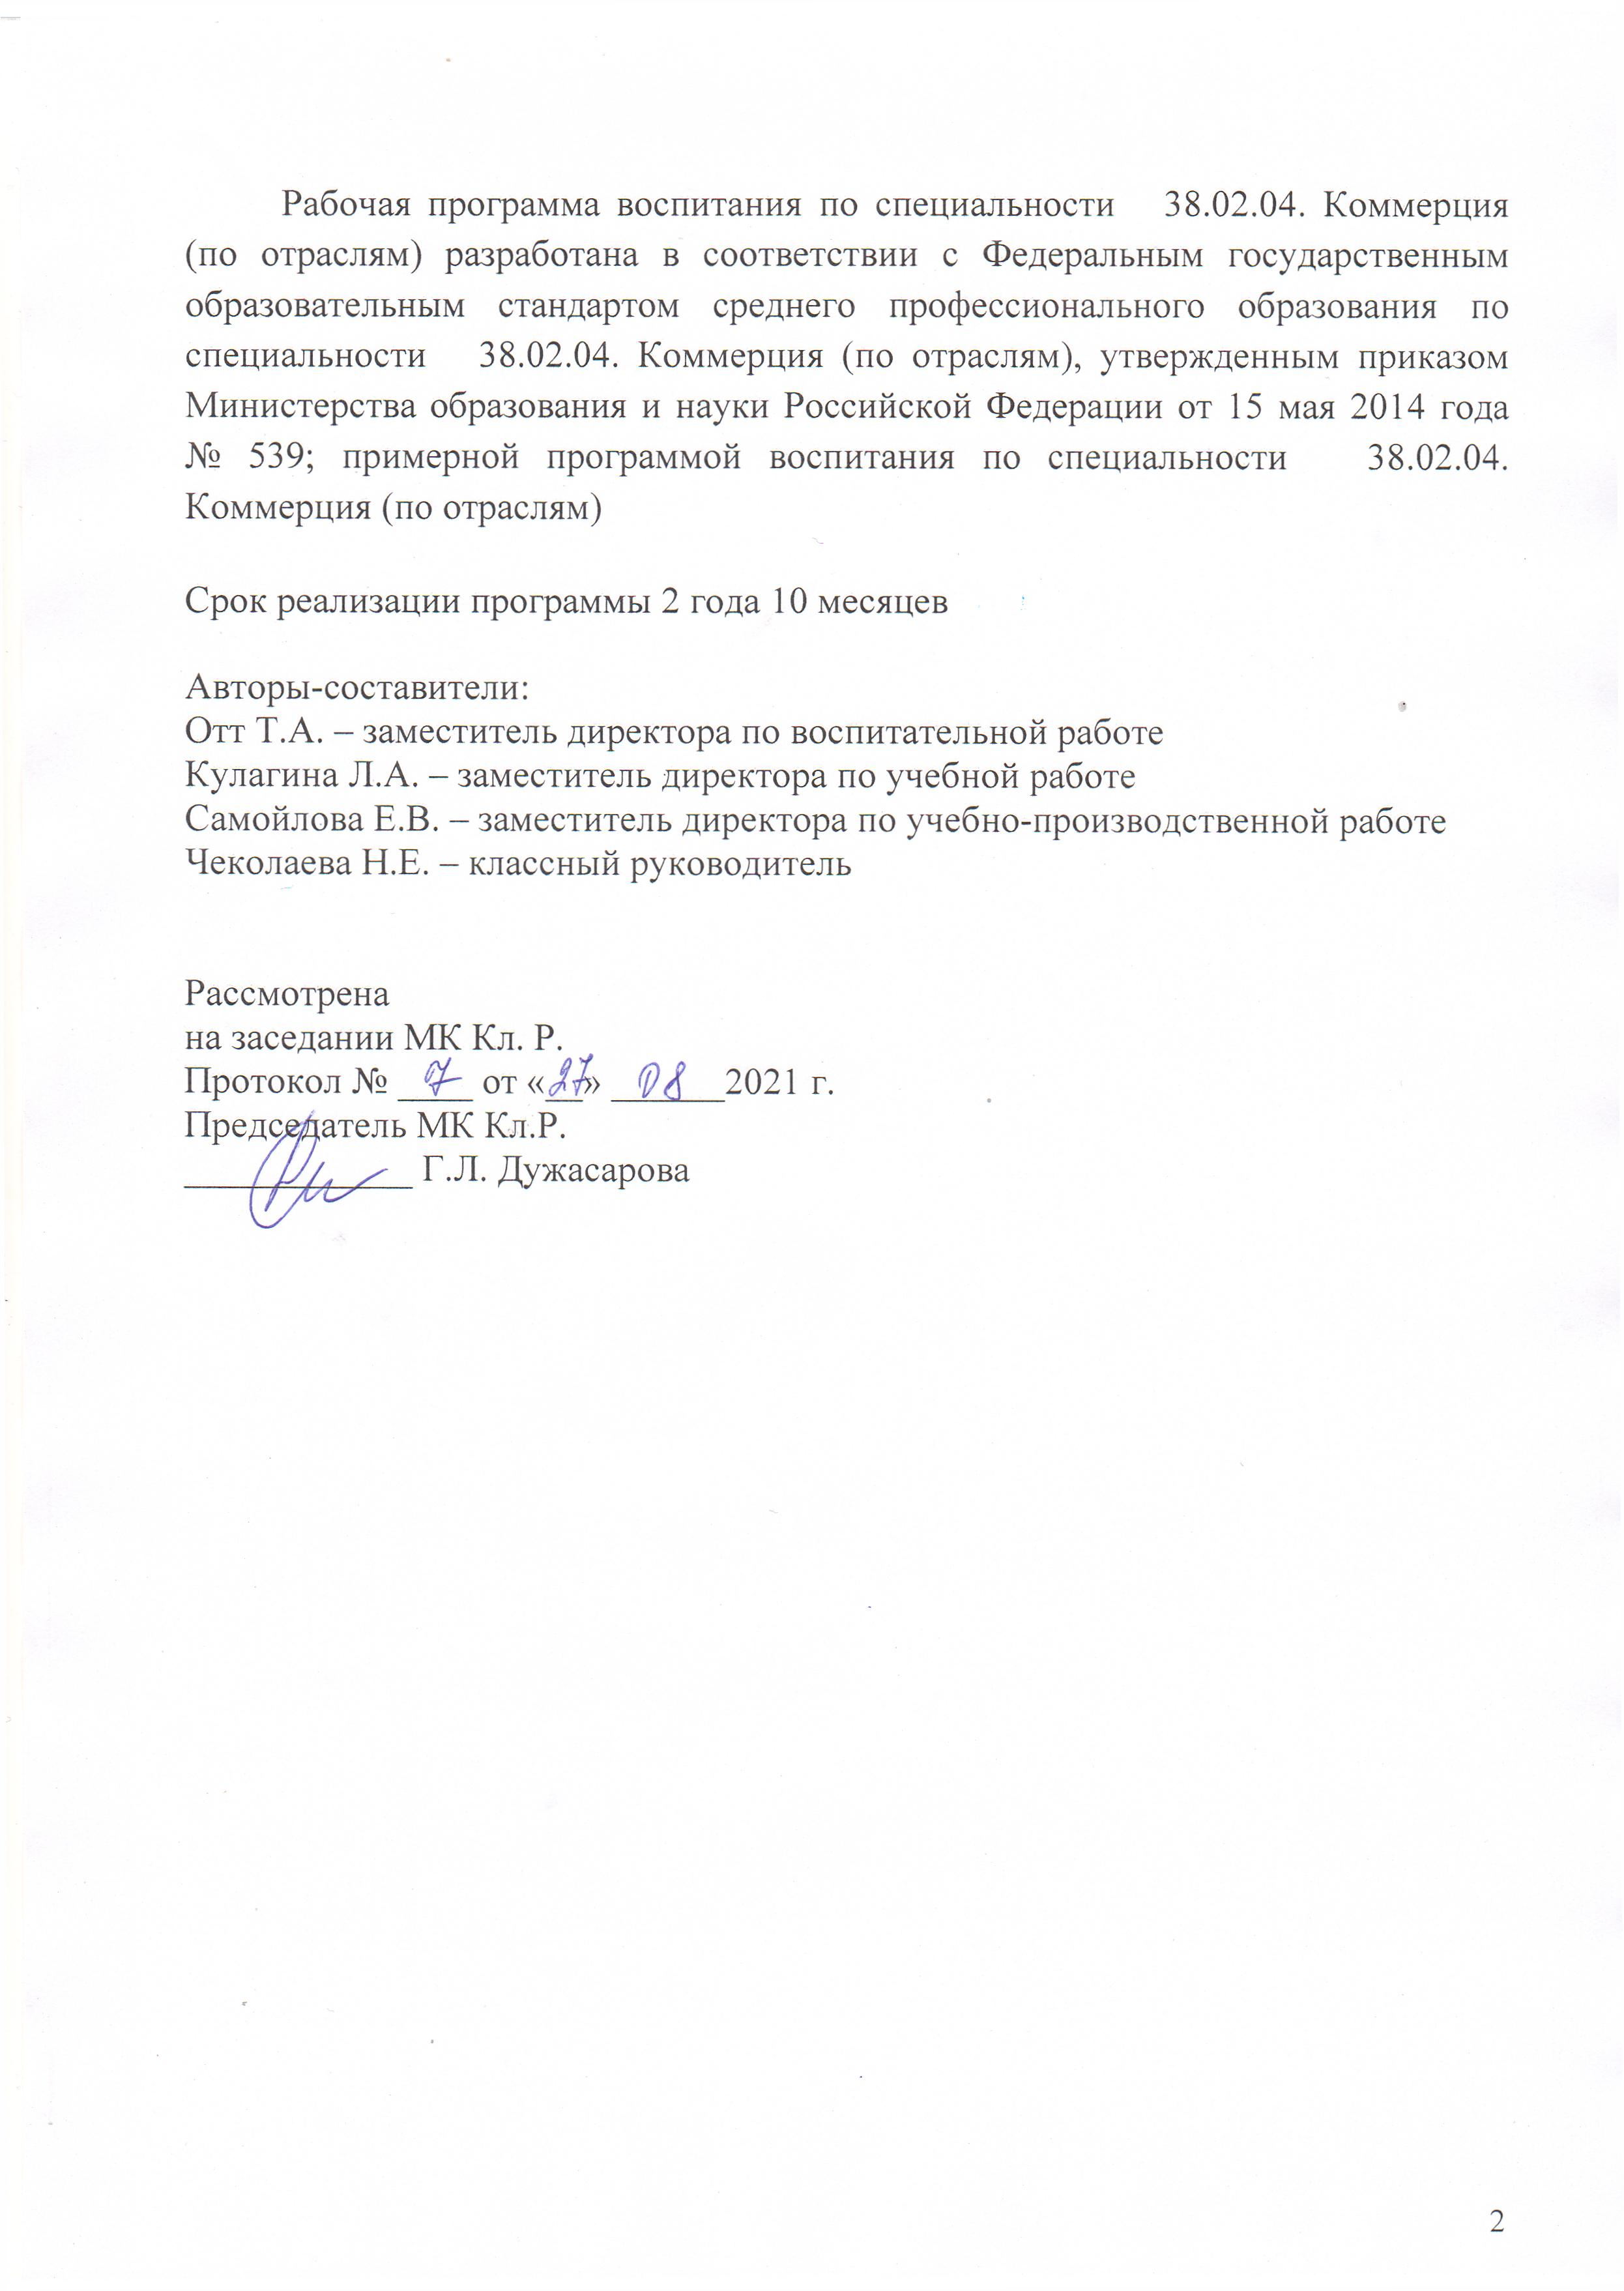 Рабочая программа воспитания по специальности 38.02.04. Коммерция
(по отраслям) разработана в соответствии с Федеральным государственным
образовательным стандартом среднего профессионального образования по
специальности 38.02.04. Коммерция (по отраслям), утвержденным приказом
Министерства образования и науки Российской Федерации от 15 мая 2014 года
№ 539; примерной программой воспитания по специальности 38.02.04.
Коммерция (по отраслям)
Срок реализации программы 2 года 10 месяцев
Авторы-составители:
Отт Т.А. – заместитель директора по воспитательной работе
Кулагина Л.А. – заместитель директора по учебной работе
Самойлова Е.В. – заместитель директора по учебно-производственной работе
Чеколаева Н.Е. – классный руководитель
Рассмотрена
на заседании МК Кл. Р.
Протокол № 7 от «27» 08 2021 г.
Председатель МК Кл.Р.
____________ Г.Л. Дужасарова
2